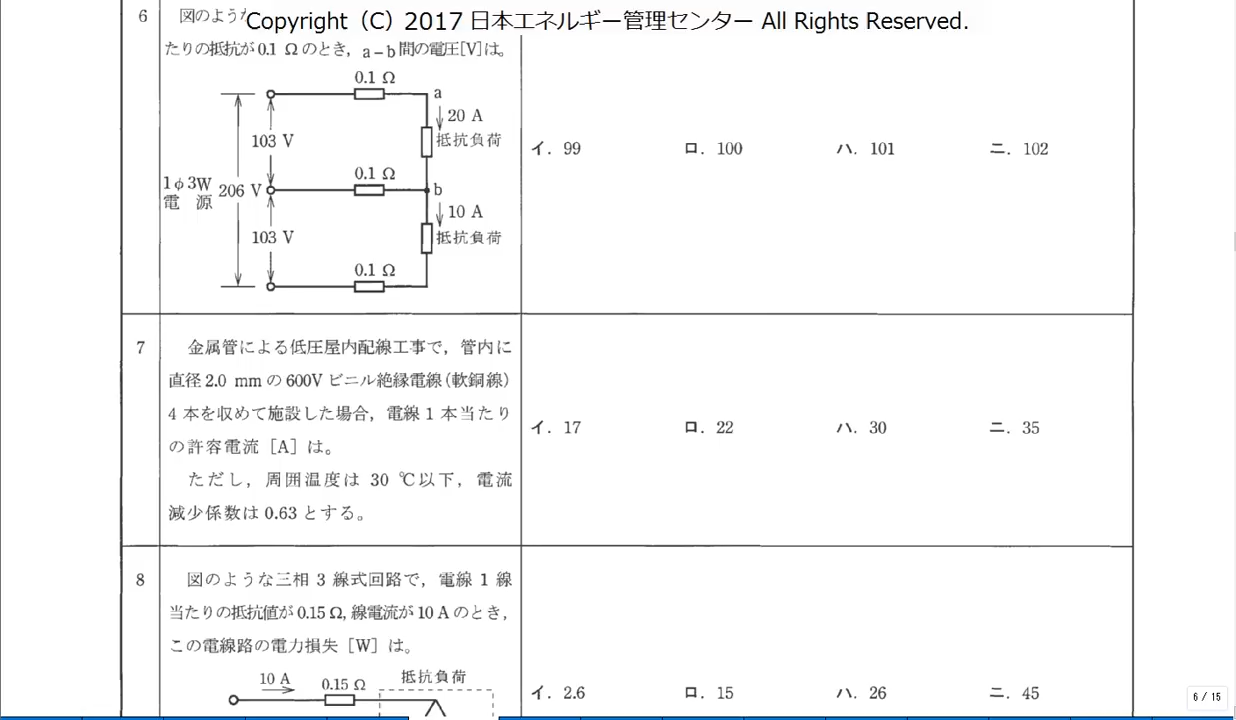 Copyright（C）2017 日本エネルギー管理センター All Rights Reserved.
6 図のよう
たりの抵抗が0.1 Ωのとき，a－b間の電圧[V]は。
0.1 Ω
a
20 A
103 V
抵抗負荷
0.1 Ω
1φ3W
電 源
206 V
b
10 A
103 V
抵抗負荷
0.1 Ω
イ．99 ロ．100 ハ．101 ニ．102
7 金属管による低圧屋内配線工事で，管内に
直径2.0 mmの600Vビニル絶縁電線(軟銅線)
4本を収めて施設した場合，電線1本当たり
の許容電流［A］は。
ただし，周囲温度は 30 ℃以下，電流
減少係数は 0.63 とする。
イ．17 ロ．22 ハ．30 ニ．35
8 図のような三相 3 線式回路で，電線 1 線
当たりの抵抗値が 0.15 Ω, 線電流が 10 A のとき，
この電線路の電力損失［W］は。
10 A
0.15 Ω
抵抗負荷
イ．2.6 ロ．15 ハ．26 ニ．45
6 / 15